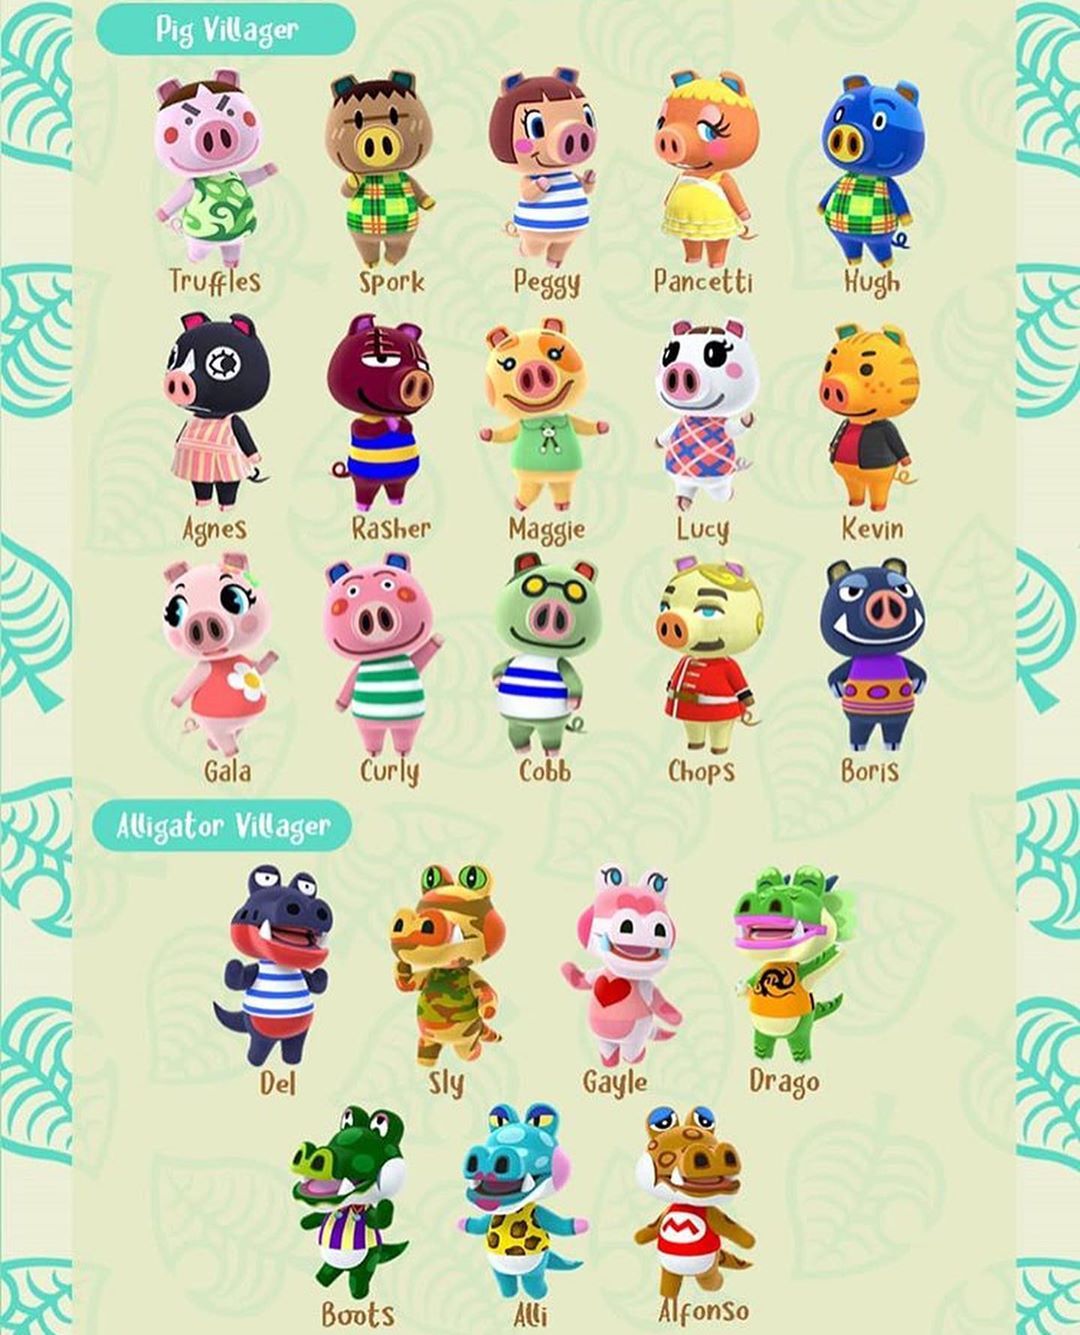 Pig Villager
Truffles Spork Peggy Pancetti Hugh
Agnes Rasher Maggie Lucy Kevin
Gala Curly Cobb Chops Boris
Alligator Villager
Del Sly Gayle Drago
Boots Alli Alfonso